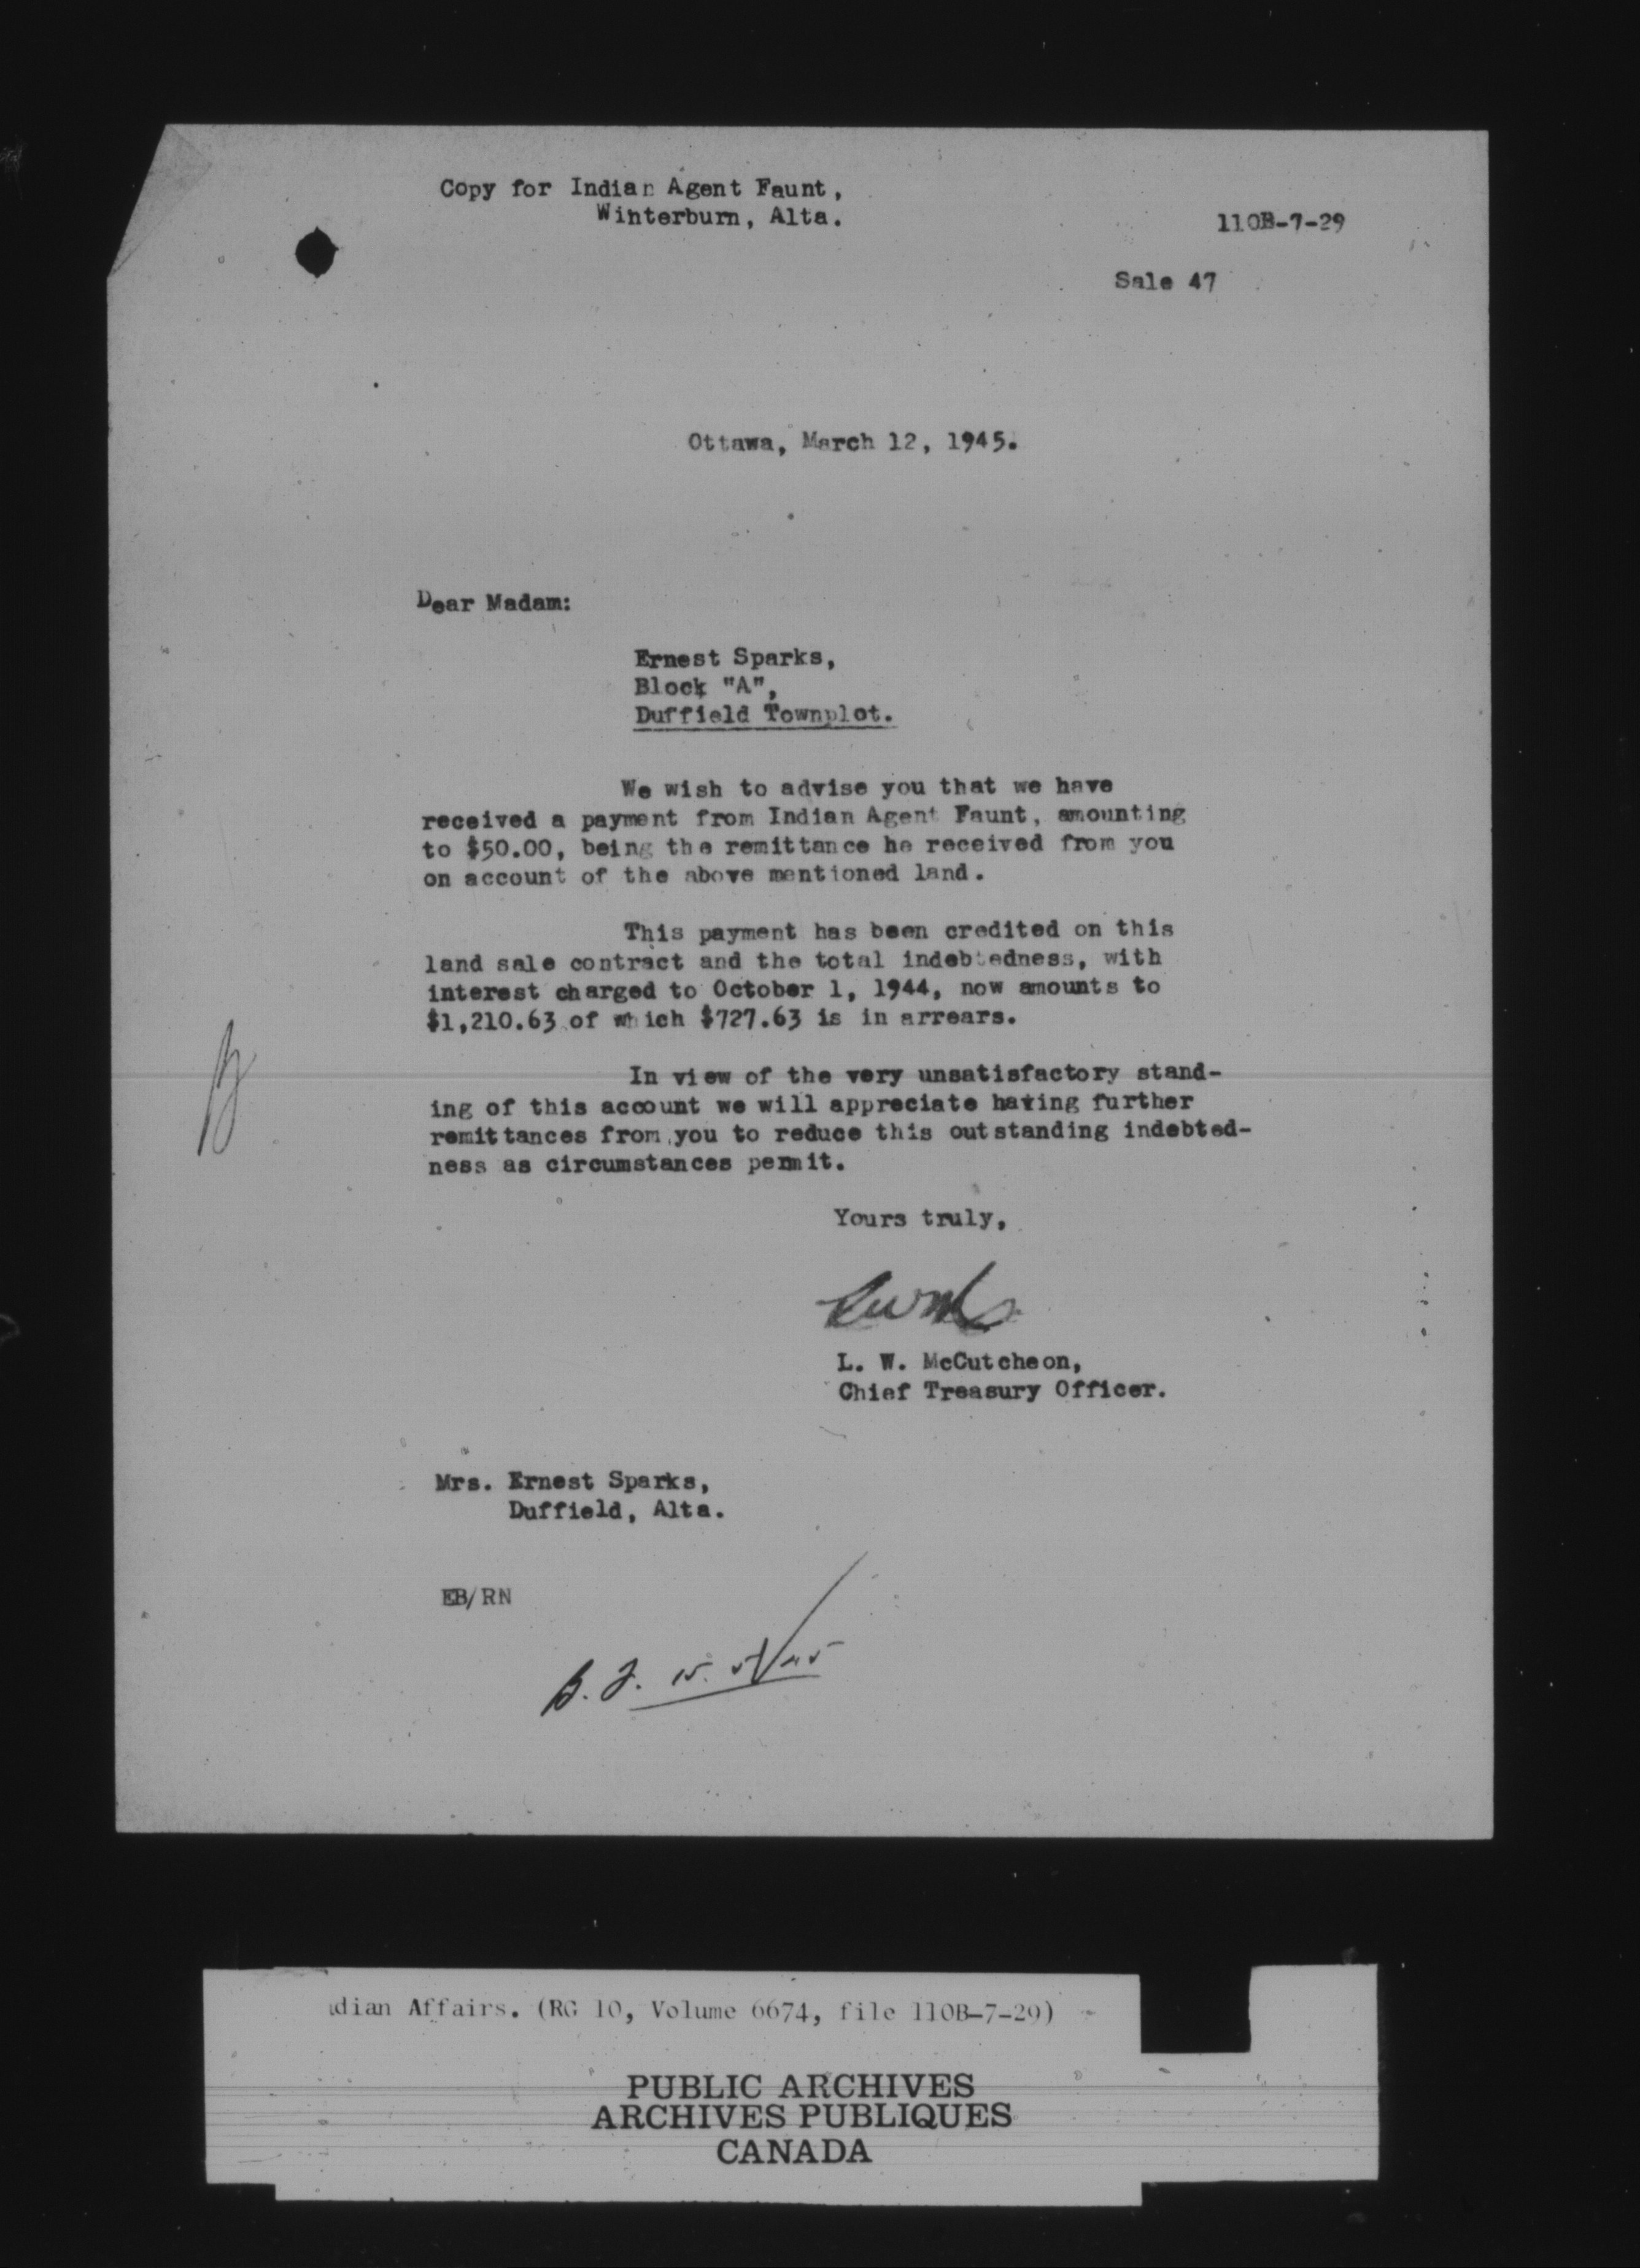 Copy for Indian Agent Faunt,
Winterburn, Alta.
110B-7-29
Sale 47
Ottawa, March 12, 1945.
Dear Madam:
Ernest Sparks,
Block "A",
Duffield Townplot.
We wish to advise you that we have
received a payment from Indian Agent Faunt, amounting
to $50.00, being the remittance he received from you
on account of the above mentioned land.
This payment has been credited on this
land sale contract and the total indebtedness, with
interest charged to October 1, 1944, now amounts to
$1,210.63 of which $727.63 is in arrears.
In view of the very unsatisfactory stand-
ing of this account we will appreciate having further
remittances from you to reduce this outstanding indebted-
ness as circumstances permit.
Yours truly,
L. W. McCutcheon,
Chief Treasury Officer.
Mrs. Ernest Sparks,
Duffield, Alta.
EB/RN
B.F. 15.
dian Affairs. (RG 10, Volume 6674, file 110B-7-29)
PUBLIC ARCHIVES
ARCHIVES PUBLIQUES
CANADA